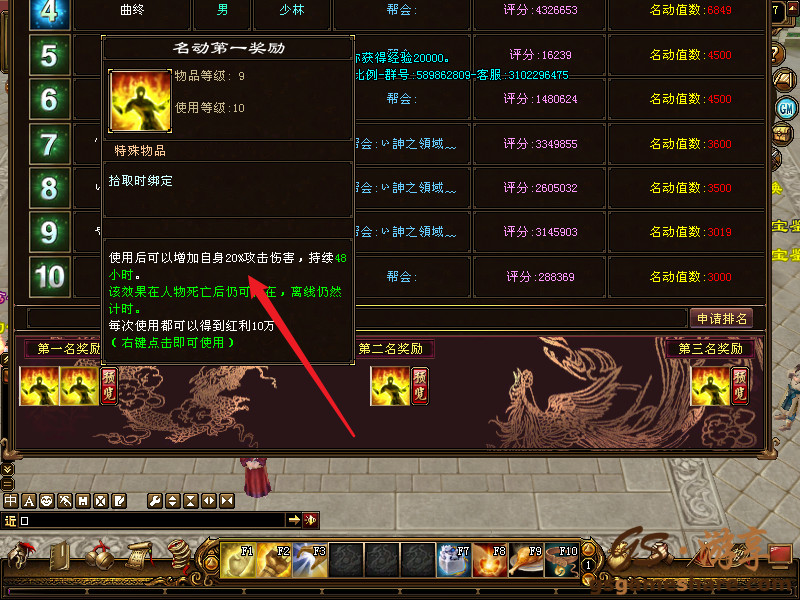 4 曲终 男 少林 帮会: 评分:4326653 名动值数:6849
5 评分:16239 名动值数:4500
尔获得经验20000。
比例-群号:589862809-客服:3102296475
6 帮会: 评分:1480624 名动值数:4500
7 帮会:い訷之領域﹏ 评分:3349855 名动值数:3600
8 帮会:い訷之領域﹏ 评分:2605032 名动值数:3500
9 帮会:い訷之領域﹏ 评分:3145903 名动值数:3019
10 帮会: 评分:288369 名动值数:3000
名动第一奖励
物品等级: 9
使用等级:10
特殊物品
拾取时绑定
使用后可以增加自身20%攻击伤害，持续48
小时。
该效果在人物死亡后仍可 在，离线仍然
计时。
每次使用都可以得到红利10万
(右键点击即可使用)
申请排名
第一名奖励 第二名奖励 第三名奖励
预览 预览 预览
GM
中 A
近
F1 F2 F3 F7 F8 F9 F10
1
GS·游享